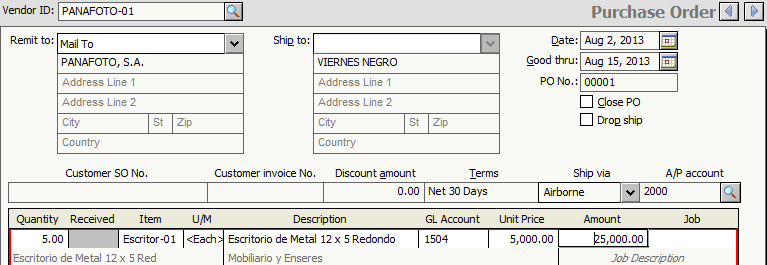 Vendor ID: PANAFOTO-01 Purchase Order
Remit to: Mail To Ship to: Date: Aug 2, 2013
PANAFOTO, S.A. VIERNES NEGRO Good thru: Aug 15, 2013
Address Line 1 Address Line 1 PO No.: 00001
Address Line 2 Address Line 2 Close PO
City St Zip City St Zip Drop ship
Country Country
Customer SO No. Customer invoice No. Discount amount Terms Ship via A/P account
0.00 Net 30 Days Airborne 2000
Quantity Received Item U/M Description GL Account Unit Price Amount Job
5.00 Escritor-01 <Each> Escritorio de Metal 12 x 5 Redondo 1504 5,000.00 25,000.00
Escritorio de Metal 12 x 5 Red Mobiliario y Enseres Job Description